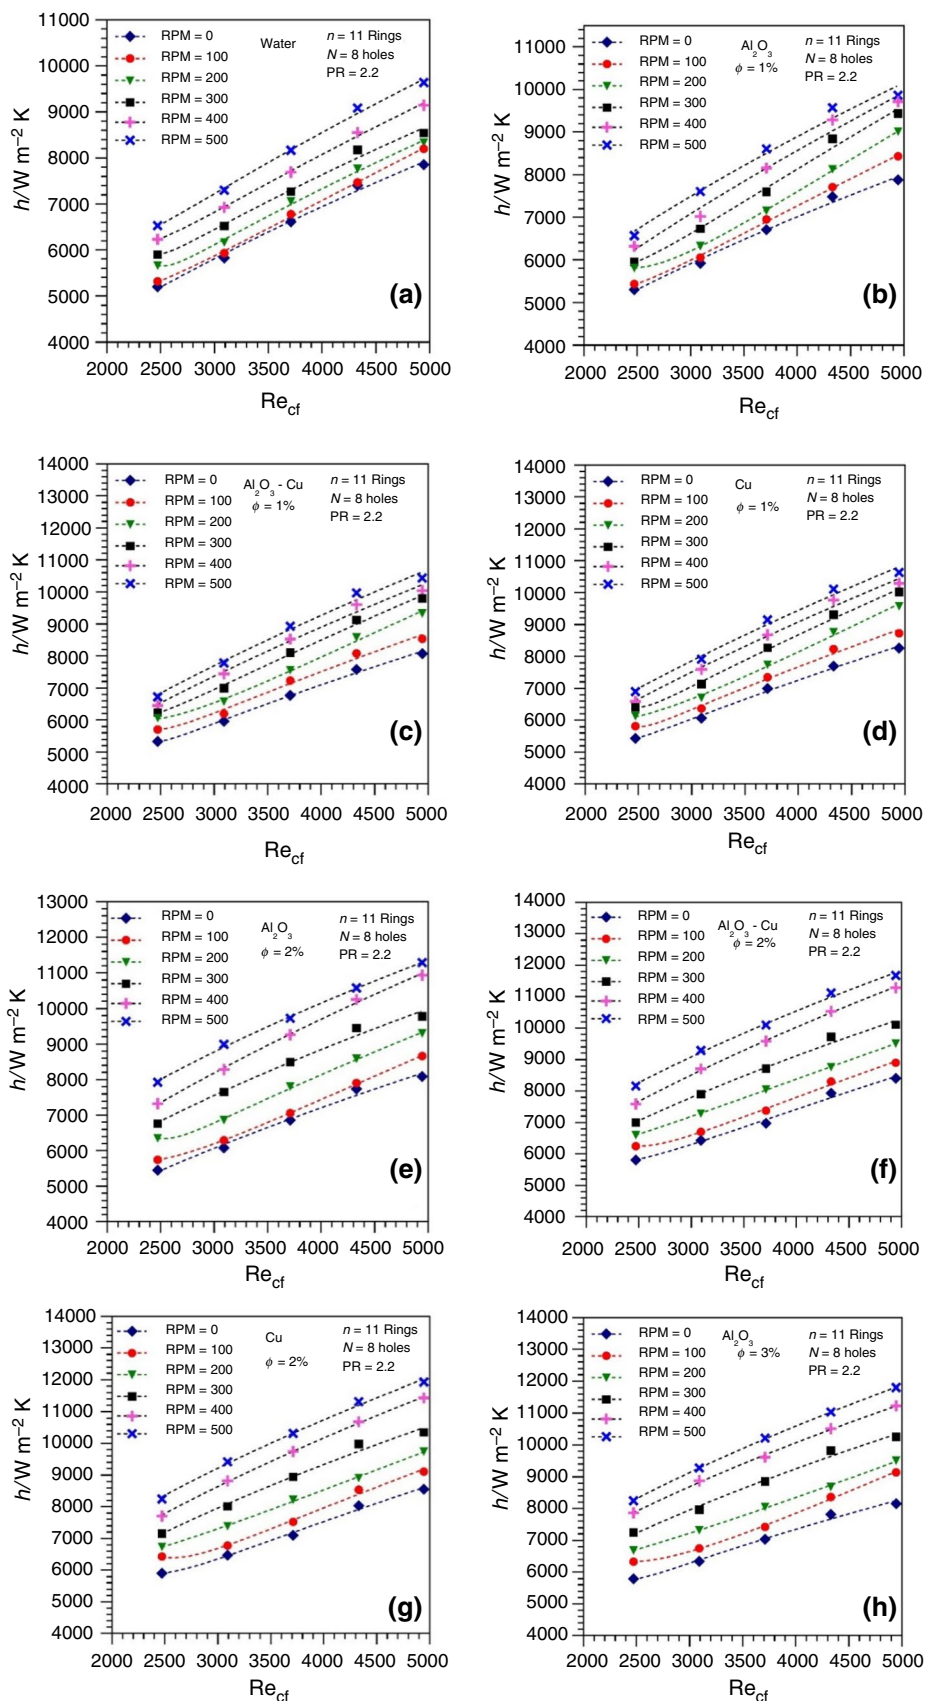 11000
10000
9000
8000
7000
6000
5000
4000
h/W m⁻² K
RPM = 0
RPM = 100
RPM = 200
RPM = 300
RPM = 400
RPM = 500
Water
n = 11 Rings
N = 8 holes
PR = 2.2
(a)
2000 2500 3000 3500 4000 4500 5000
Re_cf
11000
10000
9000
8000
7000
6000
5000
4000
h/W m⁻² K
RPM = 0
RPM = 100
RPM = 200
RPM = 300
RPM = 400
RPM = 500
Al₂O₃
ϕ = 1%
n = 11 Rings
N = 8 holes
PR = 2.2
(b)
2000 2500 3000 3500 4000 4500 5000
Re_cf
14000
13000
12000
11000
10000
9000
8000
7000
6000
5000
4000
h/W m⁻² K
RPM = 0
RPM = 100
RPM = 200
RPM = 300
RPM = 400
RPM = 500
Al₂O₃ - Cu
ϕ = 1%
n = 11 Rings
N = 8 holes
PR = 2.2
(c)
2000 2500 3000 3500 4000 4500 5000
Re_cf
14000
13000
12000
11000
10000
9000
8000
7000
6000
5000
4000
h/W m⁻² K
RPM = 0
RPM = 100
RPM = 200
RPM = 300
RPM = 400
RPM = 500
Cu
ϕ = 1%
n = 11 Rings
N = 8 holes
PR = 2.2
(d)
2000 2500 3000 3500 4000 4500 5000
Re_cf
13000
12000
11000
10000
9000
8000
7000
6000
5000
4000
h/W m⁻² K
RPM = 0
RPM = 100
RPM = 200
RPM = 300
RPM = 400
RPM = 500
Al₂O₃
ϕ = 2%
n = 11 Rings
N = 8 holes
PR = 2.2
(e)
2000 2500 3000 3500 4000 4500 5000
Re_cf
14000
13000
12000
11000
10000
9000
8000
7000
6000
5000
4000
h/W m⁻² K
RPM = 0
RPM = 100
RPM = 200
RPM = 300
RPM = 400
RPM = 500
Al₂O₃ - Cu
ϕ = 2%
n = 11 Rings
N = 8 holes
PR = 2.2
(f)
2000 2500 3000 3500 4000 4500 5000
Re_cf
14000
13000
12000
11000
10000
9000
8000
7000
6000
5000
4000
h/W m⁻² K
RPM = 0
RPM = 100
RPM = 200
RPM = 300
RPM = 400
RPM = 500
Cu
ϕ = 2%
n = 11 Rings
N = 8 holes
PR = 2.2
(g)
2000 2500 3000 3500 4000 4500 5000
Re_cf
14000
13000
12000
11000
10000
9000
8000
7000
6000
5000
4000
h/W m⁻² K
RPM = 0
RPM = 100
RPM = 200
RPM = 300
RPM = 400
RPM = 500
Al₂O₃
ϕ = 3%
n = 11 Rings
N = 8 holes
PR = 2.2
(h)
2000 2500 3000 3500 4000 4500 5000
Re_cf